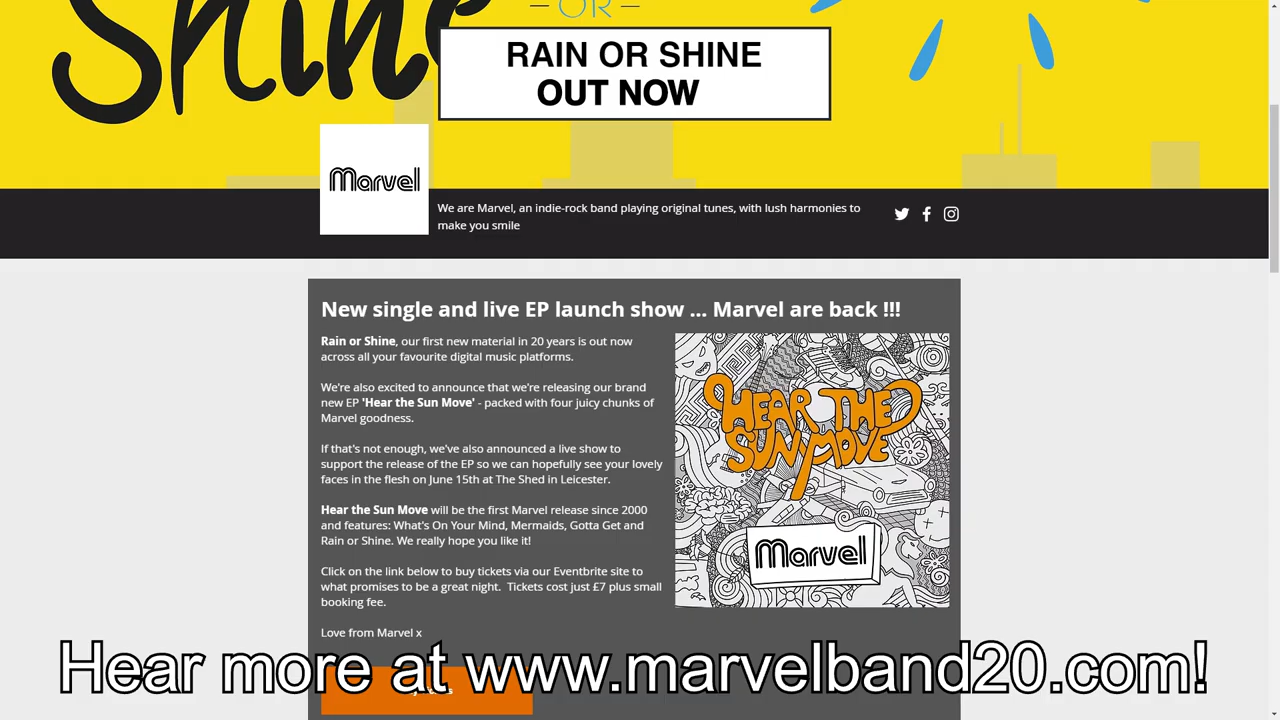 Shine
— OR —
RAIN OR SHINE
OUT NOW
Marvel
We are Marvel, an indie-rock band playing original tunes, with lush harmonies to
make you smile
New single and live EP launch show ... Marvel are back !!!
Rain or Shine, our first new material in 20 years is out now
across all your favourite digital music platforms.
We're also excited to announce that we're releasing our brand
new EP 'Hear the Sun Move' - packed with four juicy chunks of
Marvel goodness.
If that's not enough, we've also announced a live show to
support the release of the EP so we can hopefully see your lovely
faces in the flesh on June 15th at The Shed in Leicester.
Hear the Sun Move will be the first Marvel release since 2000
and features: What's On Your Mind, Mermaids, Gotta Get and
Rain or Shine. We really hope you like it!
Click on the link below to buy tickets via our Eventbrite site to
what promises to be a great night.  Tickets cost just £7 plus small
booking fee.
Love from Marvel x
HEAR THE
SUN MOVE
Marvel
Hear more at www.marvelband20.com!